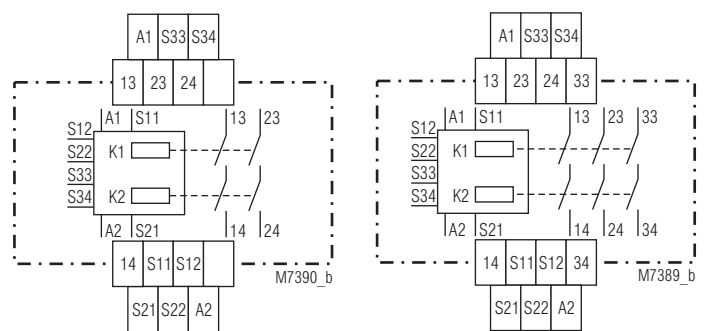 A1 S33 S34
13 23 24
A1 S11 13 23
S12
S22 K1
S33
S34 K2
A2 S21 14 24
14 S11 S12
M7390_b
S21 S22 A2
A1 S33 S34
13 23 24 33
A1 S11 13 23 33
S12
S22 K1
S33
S34 K2
A2 S21 14 24 34
14 S11 S12 34
M7389_b
S21 S22 A2